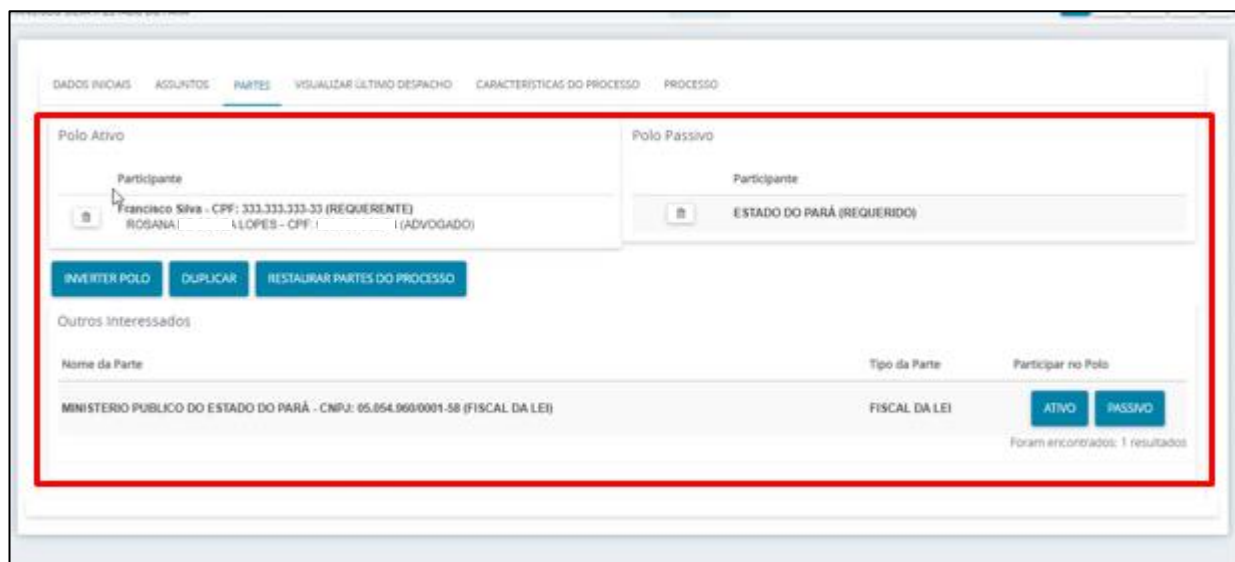 DADOS INICIAIS ASSUNTOS PARTES VISUALIZAR ÚLTIMO DESPACHO CARACTERÍSTICAS DO PROCESSO PROCESSO
Polo Ativo Polo Passivo
Participante Participante
Francisco Silva - CPF: 333.333.333-33 (REQUERENTE) ESTADO DO PARÁ (REQUERIDO)
ROSANA LOPES - CPF: (ADVOGADO)
INVERTER POLO DUPLICAR RESTAURAR PARTES DO PROCESSO
Outros Interessados
Nome da Parte Tipo da Parte Participar no Polo
MINISTERIO PUBLICO DO ESTADO DO PARÁ - CNPJ: 05.054.960/0001-58 (FISCAL DA LEI) FISCAL DA LEI ATIVO PASSIVO
Foram encontrados: 1 resultados